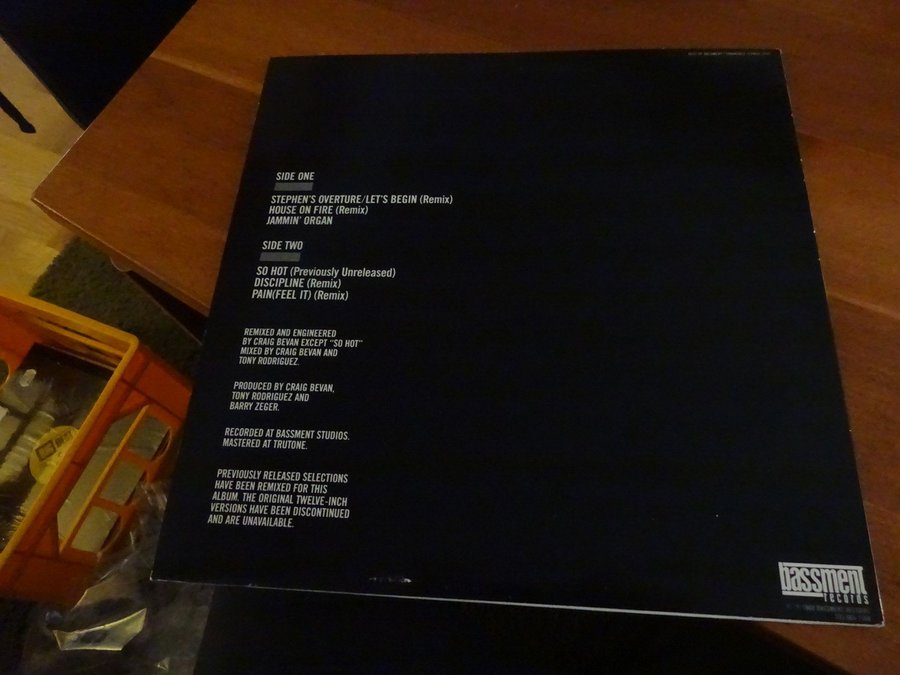 SIDE ONE
STEPHEN'S OVERTURE/LET'S BEGIN (Remix)
HOUSE ON FIRE (Remix)
JAMMIN' ORGAN
SIDE TWO
SO HOT (Previously Unreleased)
DISCIPLINE (Remix)
PAIN(FEEL IT) (Remix)
REMIXED AND ENGINEERED
BY CRAIG BEVAN EXCEPT "SO HOT"
MIXED BY CRAIG BEVAN AND
TONY RODRIGUEZ.
PRODUCED BY CRAIG BEVAN,
TONY RODRIGUEZ AND
BARRY ZEGER.
RECORDED AT BASSMENT STUDIOS.
MASTERED AT TRUTONE.
PREVIOUSLY RELEASED SELECTIONS
HAVE BEEN REMIXED FOR THIS
ALBUM. THE ORIGINAL TWELVE-INCH
VERSIONS HAVE BEEN DISCONTINUED
AND ARE UNAVAILABLE.
bassment
records